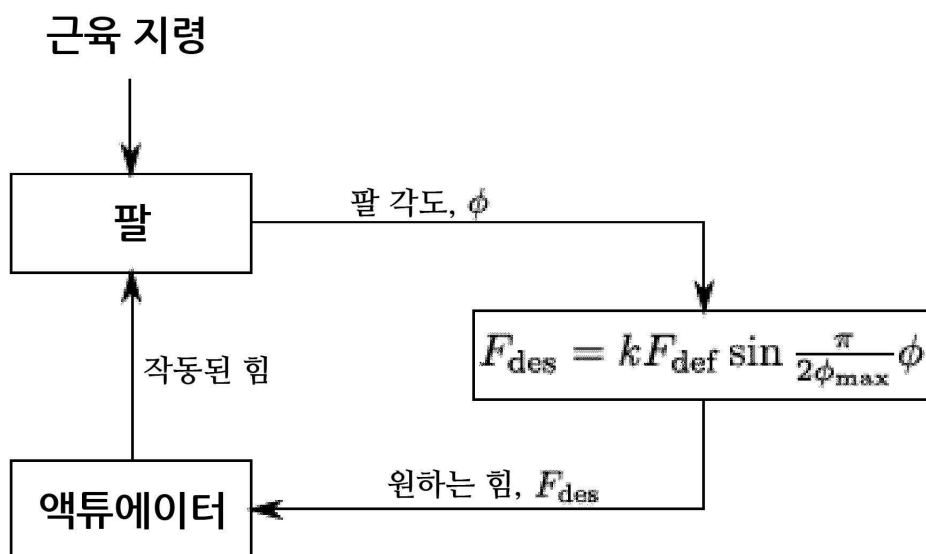 근육 지령
팔
팔 각도, ϕ
F_des = kF_def sin π/2ϕ_max ϕ
작동된 힘
원하는 힘, F_des
액튜에이터